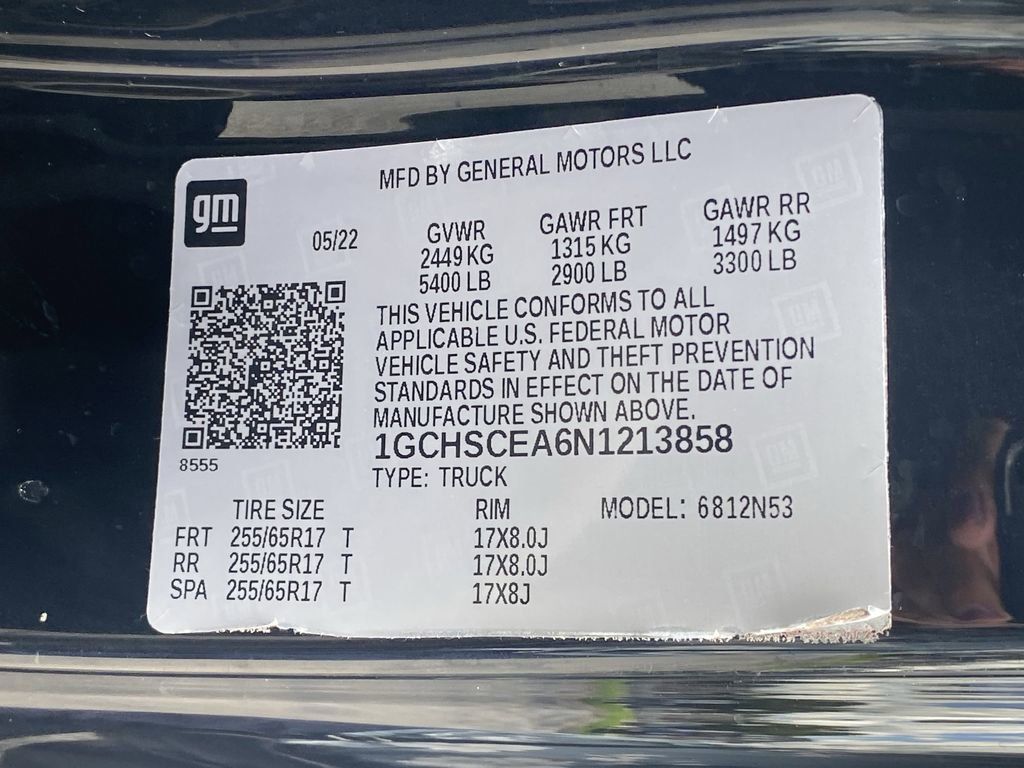 MFD BY GENERAL MOTORS LLC
gm
05/22
GVWR GAWR FRT GAWR RR
2449 KG 1315 KG 1497 KG
5400 LB 2900 LB 3300 LB
THIS VEHICLE CONFORMS TO ALL
APPLICABLE U.S. FEDERAL MOTOR
VEHICLE SAFETY AND THEFT PREVENTION
STANDARDS IN EFFECT ON THE DATE OF
MANUFACTURE SHOWN ABOVE.
1GCHSCEA6N1213858
8555
TYPE: TRUCK
TIRE SIZE RIM MODEL: 6812N53
FRT 255/65R17 T 17X8.0J
RR 255/65R17 T 17X8.0J
SPA 255/65R17 T 17X8J